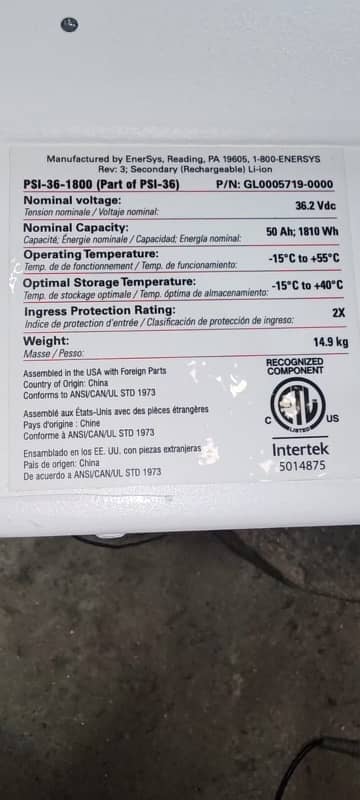 Manufactured by EnerSys, Reading, PA 19605, 1-800-ENERSYS
Rev: 3; Secondary (Rechargeable) Li-ion
PSI-36-1800 (Part of PSI-36) P/N: GL0005719-0000
Nominal voltage: 36.2 Vdc
Tension nominale / Voltaje nominal:
Nominal Capacity: 50 Ah; 1810 Wh
Capacité; Énergie nominale / Capacidad; Energía nominal:
Operating Temperature: -15°C to +55°C
Temp. de de fonctionnement / Temp. de funcionamiento:
Optimal Storage Temperature: -15°C to +40°C
Temp. de stockage optimale / Temp. óptima de almacenamiento:
Ingress Protection Rating: 2X
Indice de protection d'entrée / Clasificación de protección de ingreso:
Weight: 14.9 kg
Masse / Pesso:
Assembled in the USA with Foreign Parts
Country of Origin: China
Conforms to ANSI/CAN/UL STD 1973
Assemblé aux États-Unis avec des pièces étrangères
Pays d'origine : Chine
Conforme à ANSI/CAN/UL STD 1973
Ensamblado en los EE. UU. con piezas extranjeras
País de origen: China
De acuerdo a ANSI/CAN/UL STD 1973
RECOGNIZED
COMPONENT
C ETL US
LISTED
Intertek
5014875